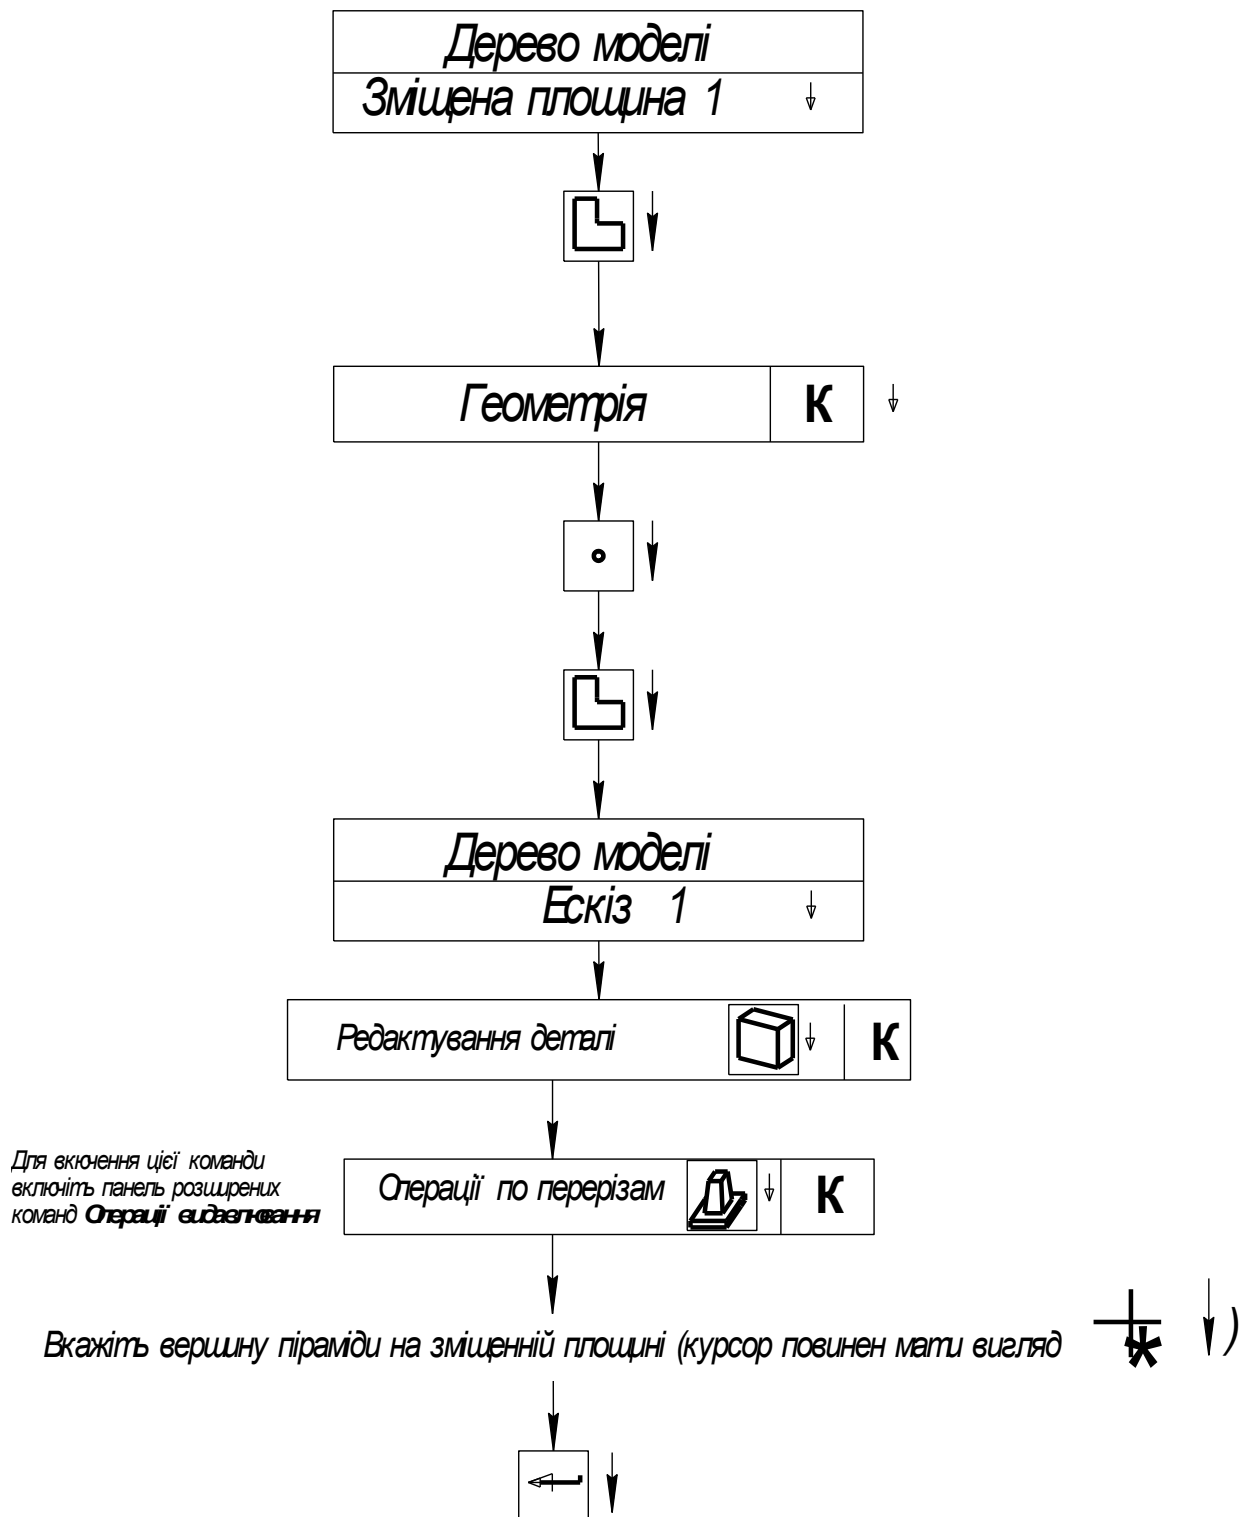 Дерево моделі
Зміщена площина 1
Геометрія К
Дерево моделі
Ескіз 1
Редактування деталі К
Для вкючення цієї команди
включіть панель розширених
команд Операції видавлювання
Операції по перерізам К
Вкажіть вершину піраміди на зміщенній площині (курсор повинен мати вигляд )